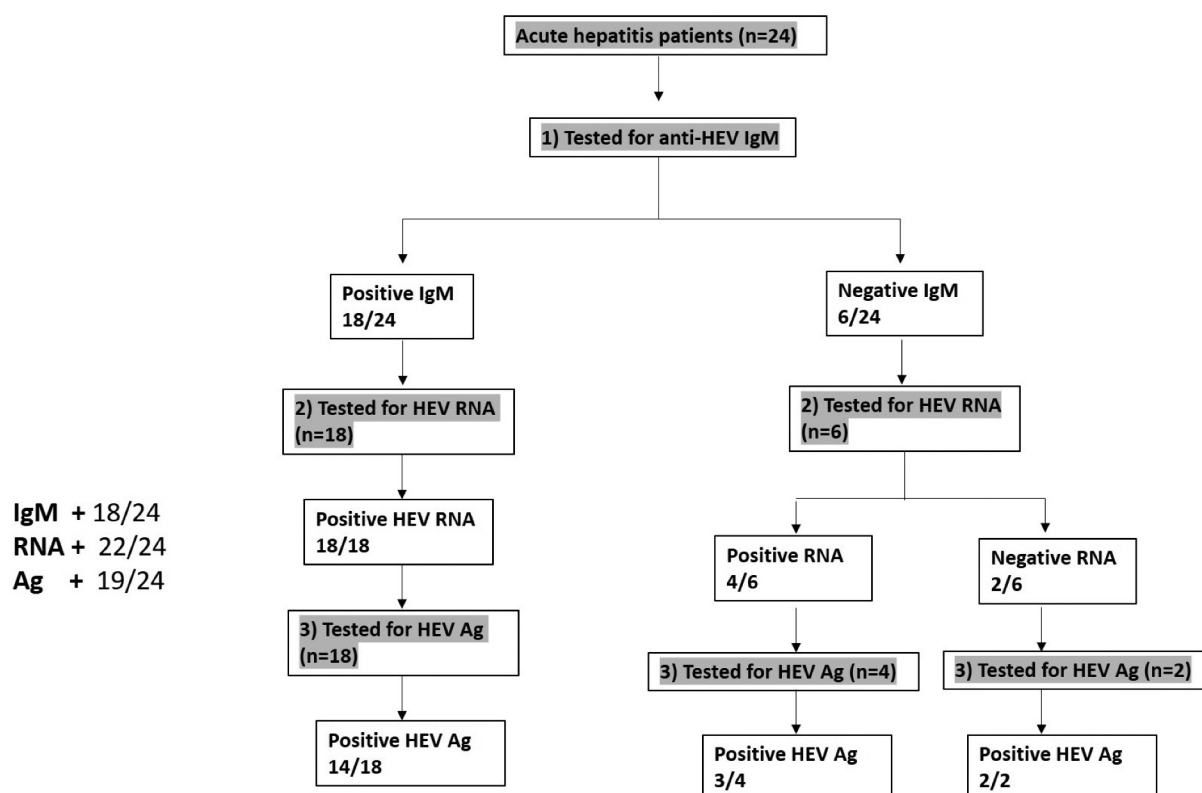 Acute hepatitis patients (n=24)
1) Tested for anti-HEV IgM
Positive IgM
18/24
Negative IgM
6/24
2) Tested for HEV RNA
(n=18)
2) Tested for HEV RNA
(n=6)
IgM + 18/24
RNA + 22/24
Ag + 19/24
Positive HEV RNA
18/18
Positive RNA
4/6
Negative RNA
2/6
3) Tested for HEV Ag
(n=18)
3) Tested for HEV Ag (n=4)
3) Tested for HEV Ag (n=2)
Positive HEV Ag
14/18
Positive HEV Ag
3/4
Positive HEV Ag
2/2